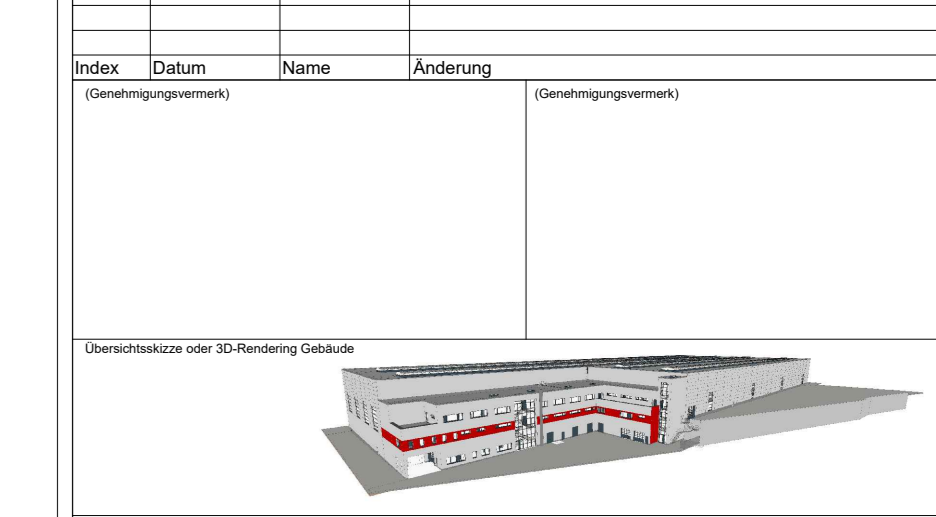 Index Datum Name Änderung
(Genehmigungsvermerk) (Genehmigungsvermerk)
Übersichtsskizze oder 3D-Rendering Gebäude